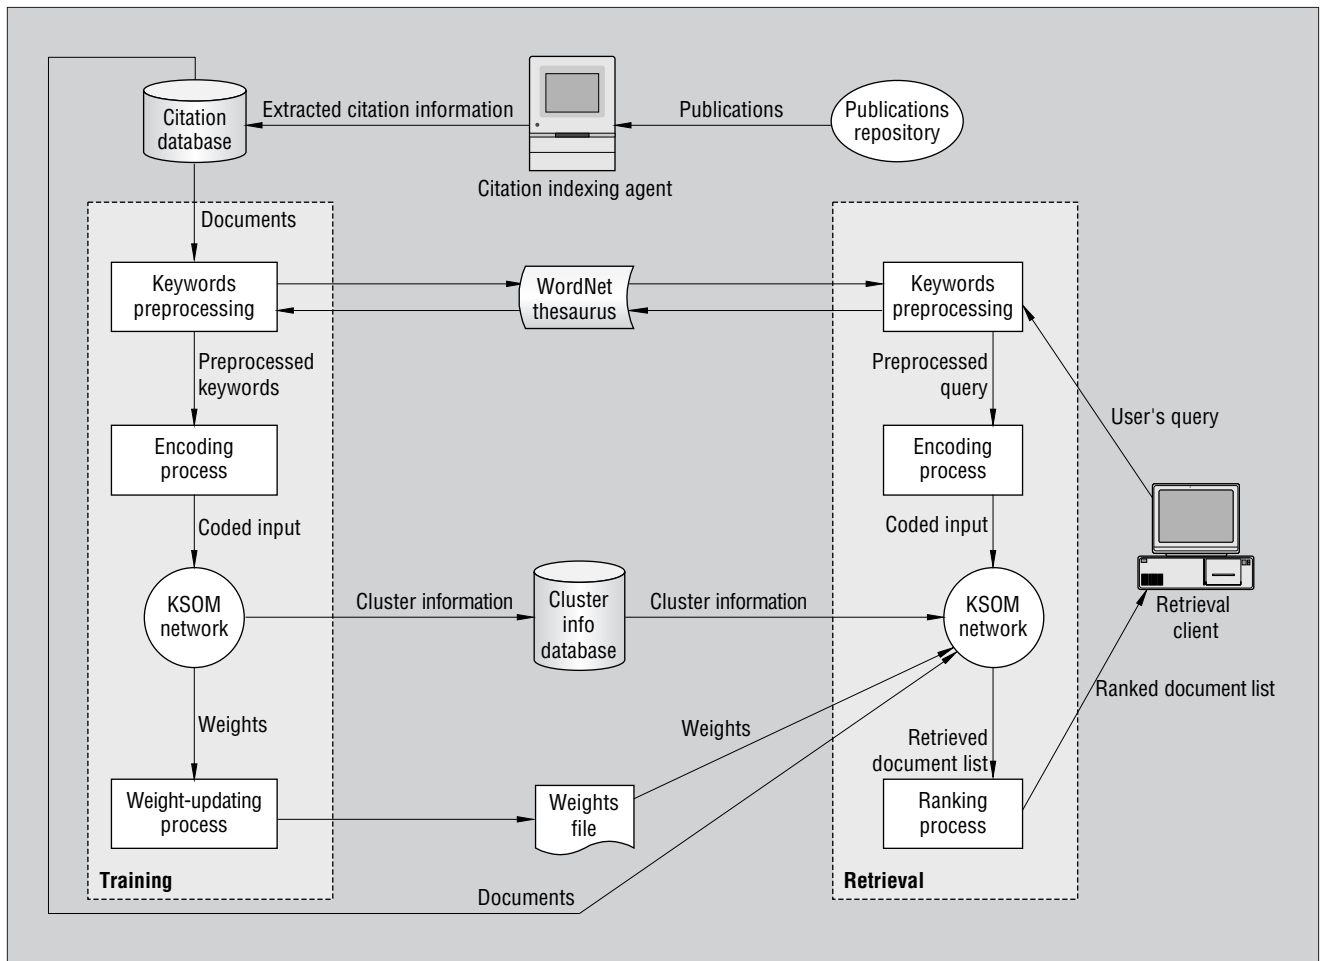 Citation
database
Extracted citation information
Publications
Publications
repository
Citation indexing agent
Documents
Keywords
preprocessing
WordNet
thesaurus
Keywords
preprocessing
Preprocessed
keywords
Preprocessed
query
User's query
Encoding
process
Encoding
process
Coded input
Coded input
KSOM
network
Cluster information
Cluster
info
database
Cluster information
KSOM
network
Retrieval
client
Ranked document list
Weights
Weights
Retrieved
document list
Weight-updating
process
Weights
file
Ranking
process
Training
Documents
Retrieval